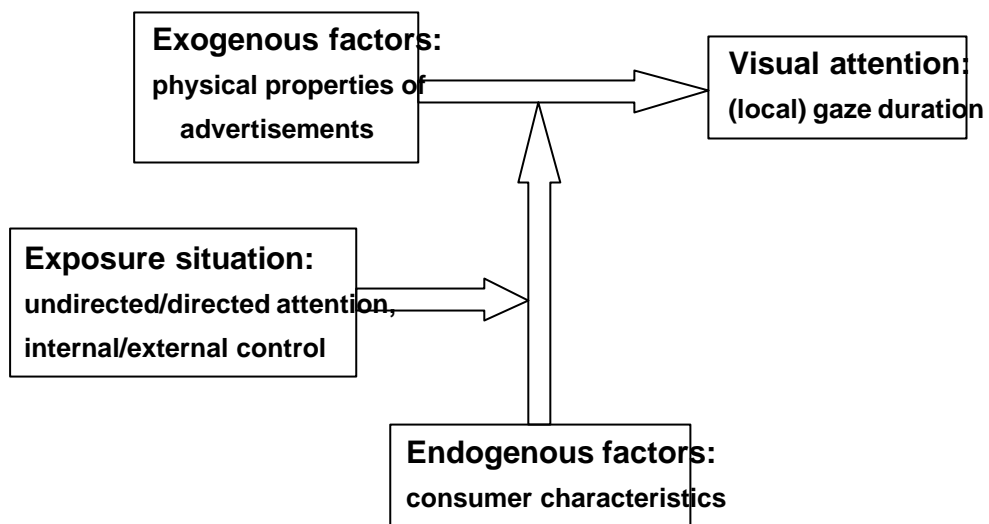 Exogenous factors:
physical properties of
advertisements
Visual attention:
(local) gaze duration
Exposure situation:
undirected/directed attention,
internal/external control
Endogenous factors:
consumer characteristics